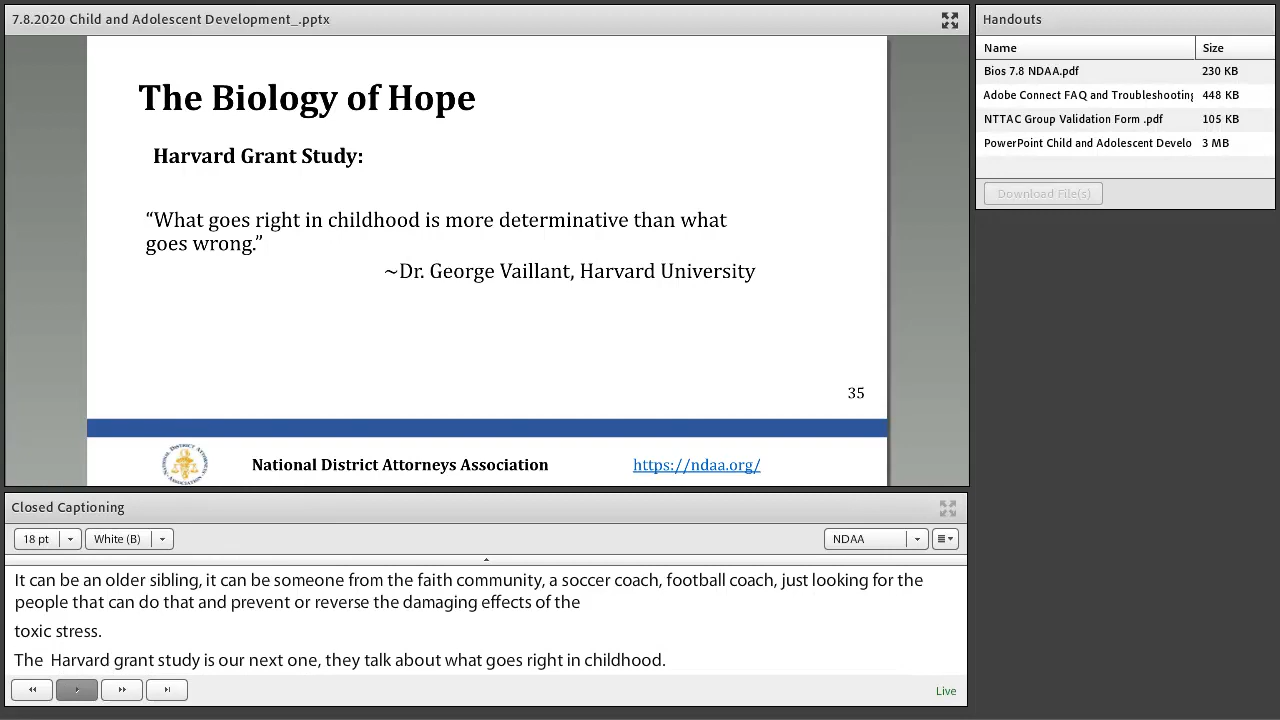 7.8.2020 Child and Adolescent Development_.pptx
The Biology of Hope
Harvard Grant Study:
“What goes right in childhood is more determinative than what
goes wrong.”
~Dr. George Vaillant, Harvard University
35
NATIONAL DISTRICT ATTORNEYS ASSOCIATION
National District Attorneys Association
https://ndaa.org/
Handouts
Name Size
Bios 7.8 NDAA.pdf 230 KB
Adobe Connect FAQ and Troubleshooting 448 KB
NTTAC Group Validation Form .pdf 105 KB
PowerPoint Child and Adolescent Develo 3 MB
Download File(s)
Closed Captioning
18 pt White (B) NDAA
It can be an older sibling, it can be someone from the faith community, a soccer coach, football coach, just looking for the
people that can do that and prevent or reverse the damaging effects of the
toxic stress.
The  Harvard grant study is our next one, they talk about what goes right in childhood.
Live